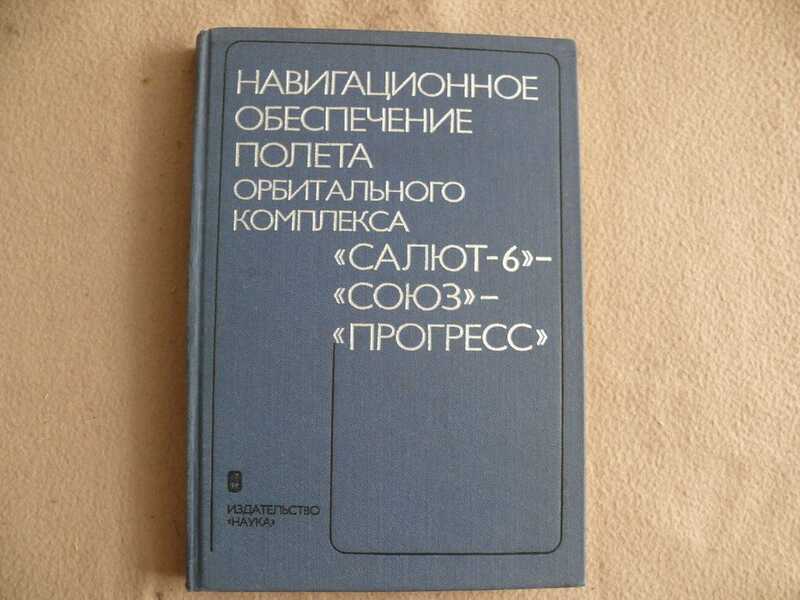 НАВИГАЦИОННОЕ
ОБЕСПЕЧЕНИЕ
ПОЛЕТА
ОРБИТАЛЬНОГО
КОМПЛЕКСА
«САЛЮТ-6»–
«СОЮЗ»–
«ПРОГРЕСС»
ИЗДАТЕЛЬСТВО
«НАУКА»